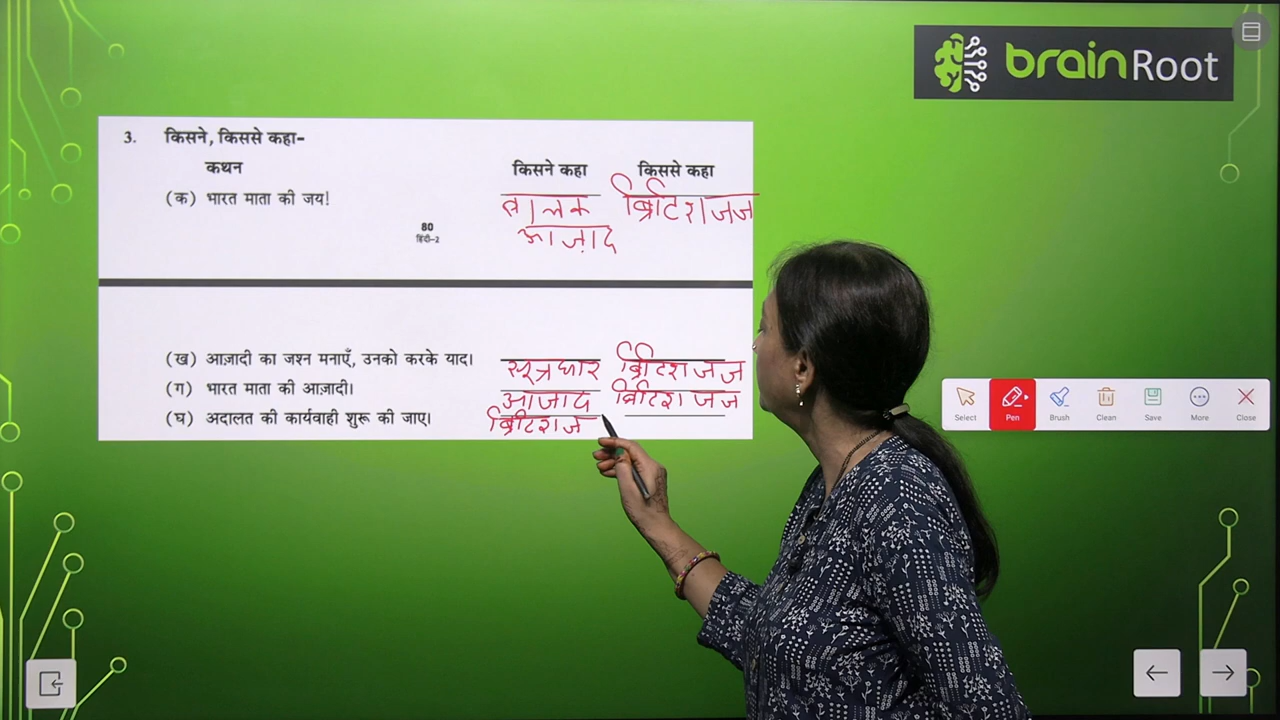 brainRoot
3. किसने, किससे कहा–
कथन किसने कहा किससे कहा
(क) भारत माता की जय! बालक ब्रिटिश जज
आज़ाद
80
हिंदी–2
(ख) आज़ादी का जश्न मनाएँ, उनको करके याद। सूत्रधार ब्रिटिश जज
(ग) भारत माता की आज़ादी। आजाद ब्रिटिश जज
(घ) अदालत की कार्यवाही शुरू की जाए। ब्रिटिश ज
Select Pen Brush Clean Save More Close